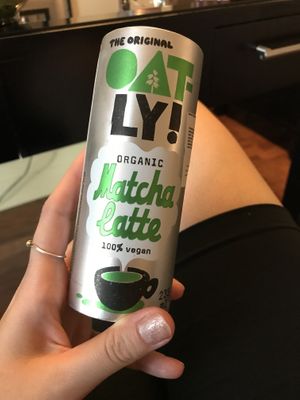 THE ORIGINAL
OAT-
LY!
ORGANIC
Matcha
Latte
100% vegan